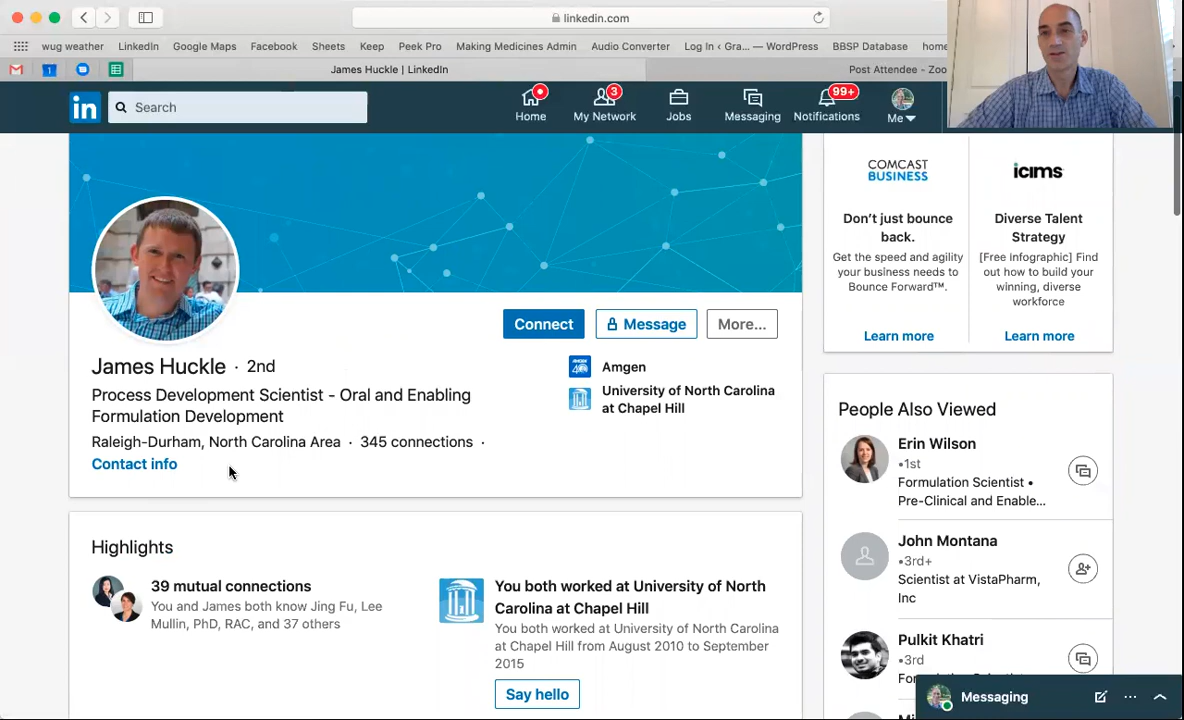 linkedin.com
wug weather
LinkedIn
Google Maps
Facebook
Sheets
Keep
Peek Pro
Making Medicines Admin
Audio Converter
Log In ‹ Gra... — WordPress
BBSP Database
James Huckle | LinkedIn
Post Attendee - Zoo
in
Search
Home
3
My Network
Jobs
Messaging
99+
Notifications
Me
James Huckle · 2nd
Process Development Scientist - Oral and Enabling
Formulation Development
Raleigh-Durham, North Carolina Area · 345 connections ·
Contact info
Connect
Message
More...
Amgen
University of North Carolina
at Chapel Hill
Highlights
39 mutual connections
You and James both know Jing Fu, Lee
Mullin, PhD, RAC, and 37 others
You both worked at University of North
Carolina at Chapel Hill
You both worked at University of North Carolina
at Chapel Hill from August 2010 to September
2015
Say hello
COMCAST
BUSINESS
Don't just bounce
back.
Get the speed and agility
your business needs to
Bounce Forward™.
Learn more
iCIMS
Diverse Talent
Strategy
[Free Infographic] Find
out how to build your
winning, diverse
workforce
Learn more
People Also Viewed
Erin Wilson
•1st
Formulation Scientist •
Pre-Clinical and Enable...
John Montana
•3rd+
Scientist at VistaPharm,
Inc
Pulkit Khatri
•3rd
Messaging